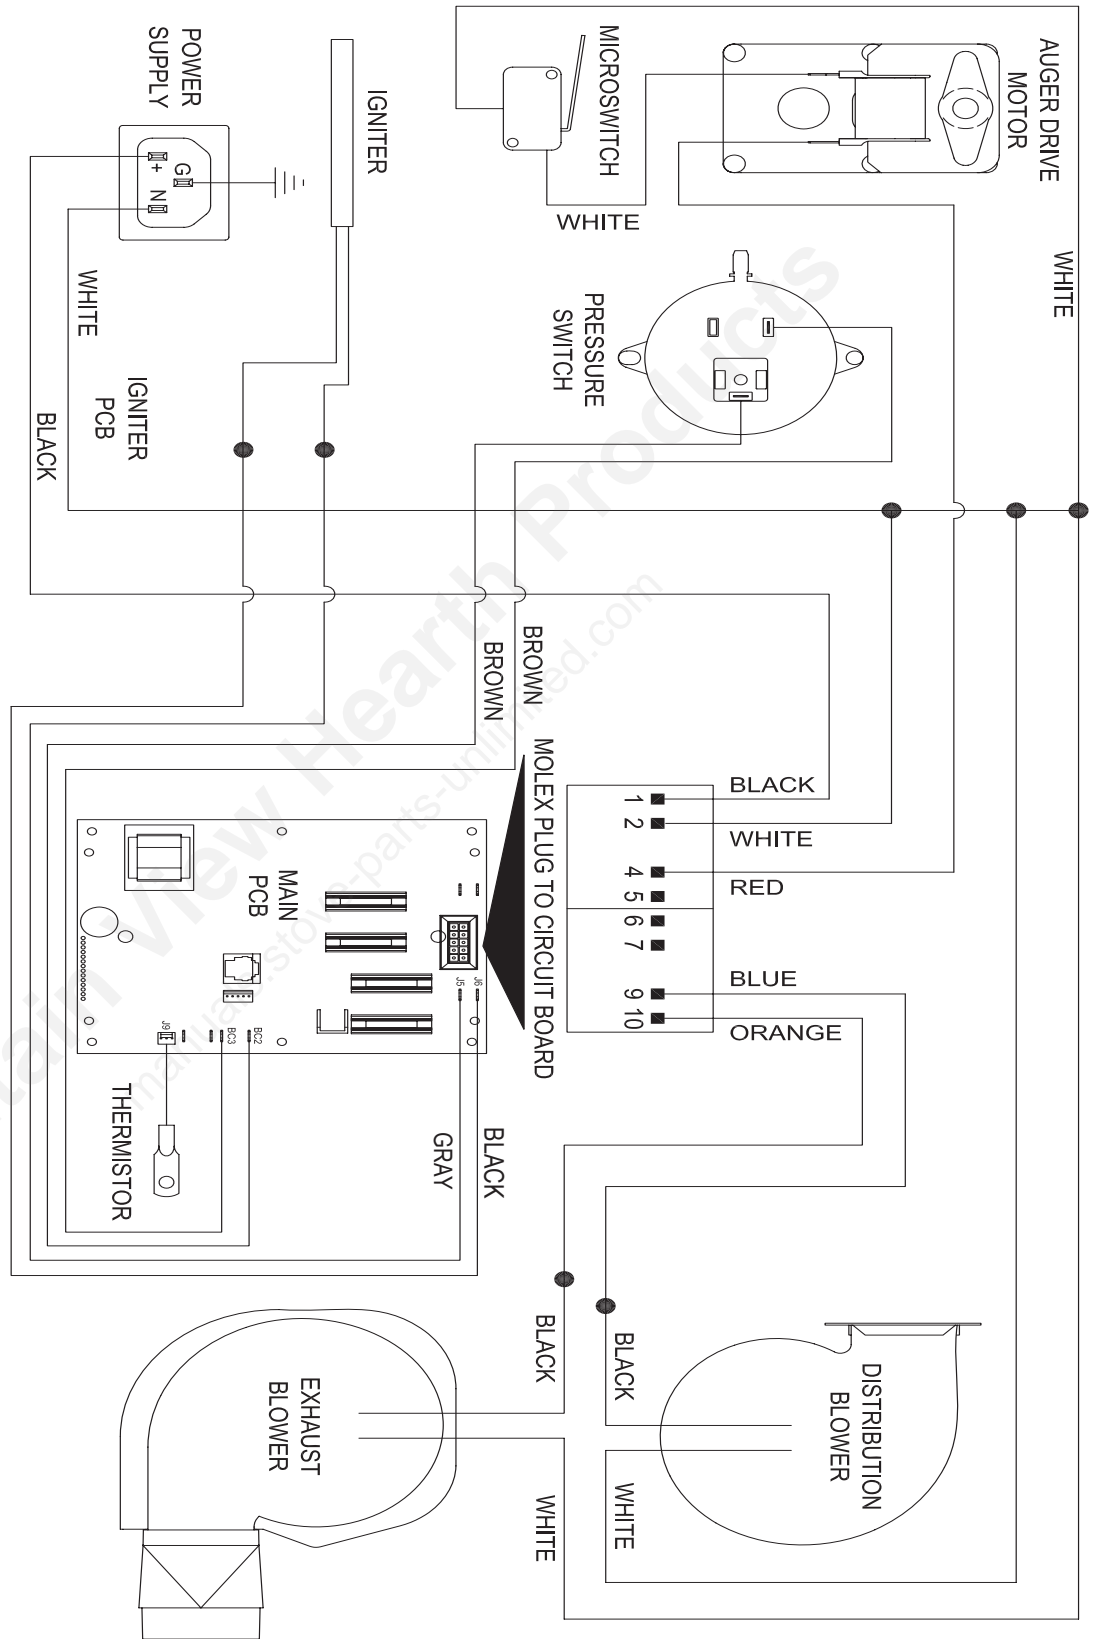 AUGER DRIVE
MOTOR
MICROSWITCH
WHITE
WHITE
IGNITER
POWER
SUPPLY
+
G
N
WHITE
BLACK
IGNITER
PCB
PRESSURE
SWITCH
BROWN
BROWN
MOLEX PLUG TO CIRCUIT BOARD
1
2
4
5
6
7
9
10
BLACK
WHITE
RED
BLUE
ORANGE
MAIN
PCB
J5
J6
J9
BC3
BC2
THERMISTOR
BLACK
GRAY
BLACK
BLACK
DISTRIBUTION
BLOWER
EXHAUST
BLOWER
WHITE
WHITE
tain View Hearth Products
manuals.stove-parts-unlimited.com